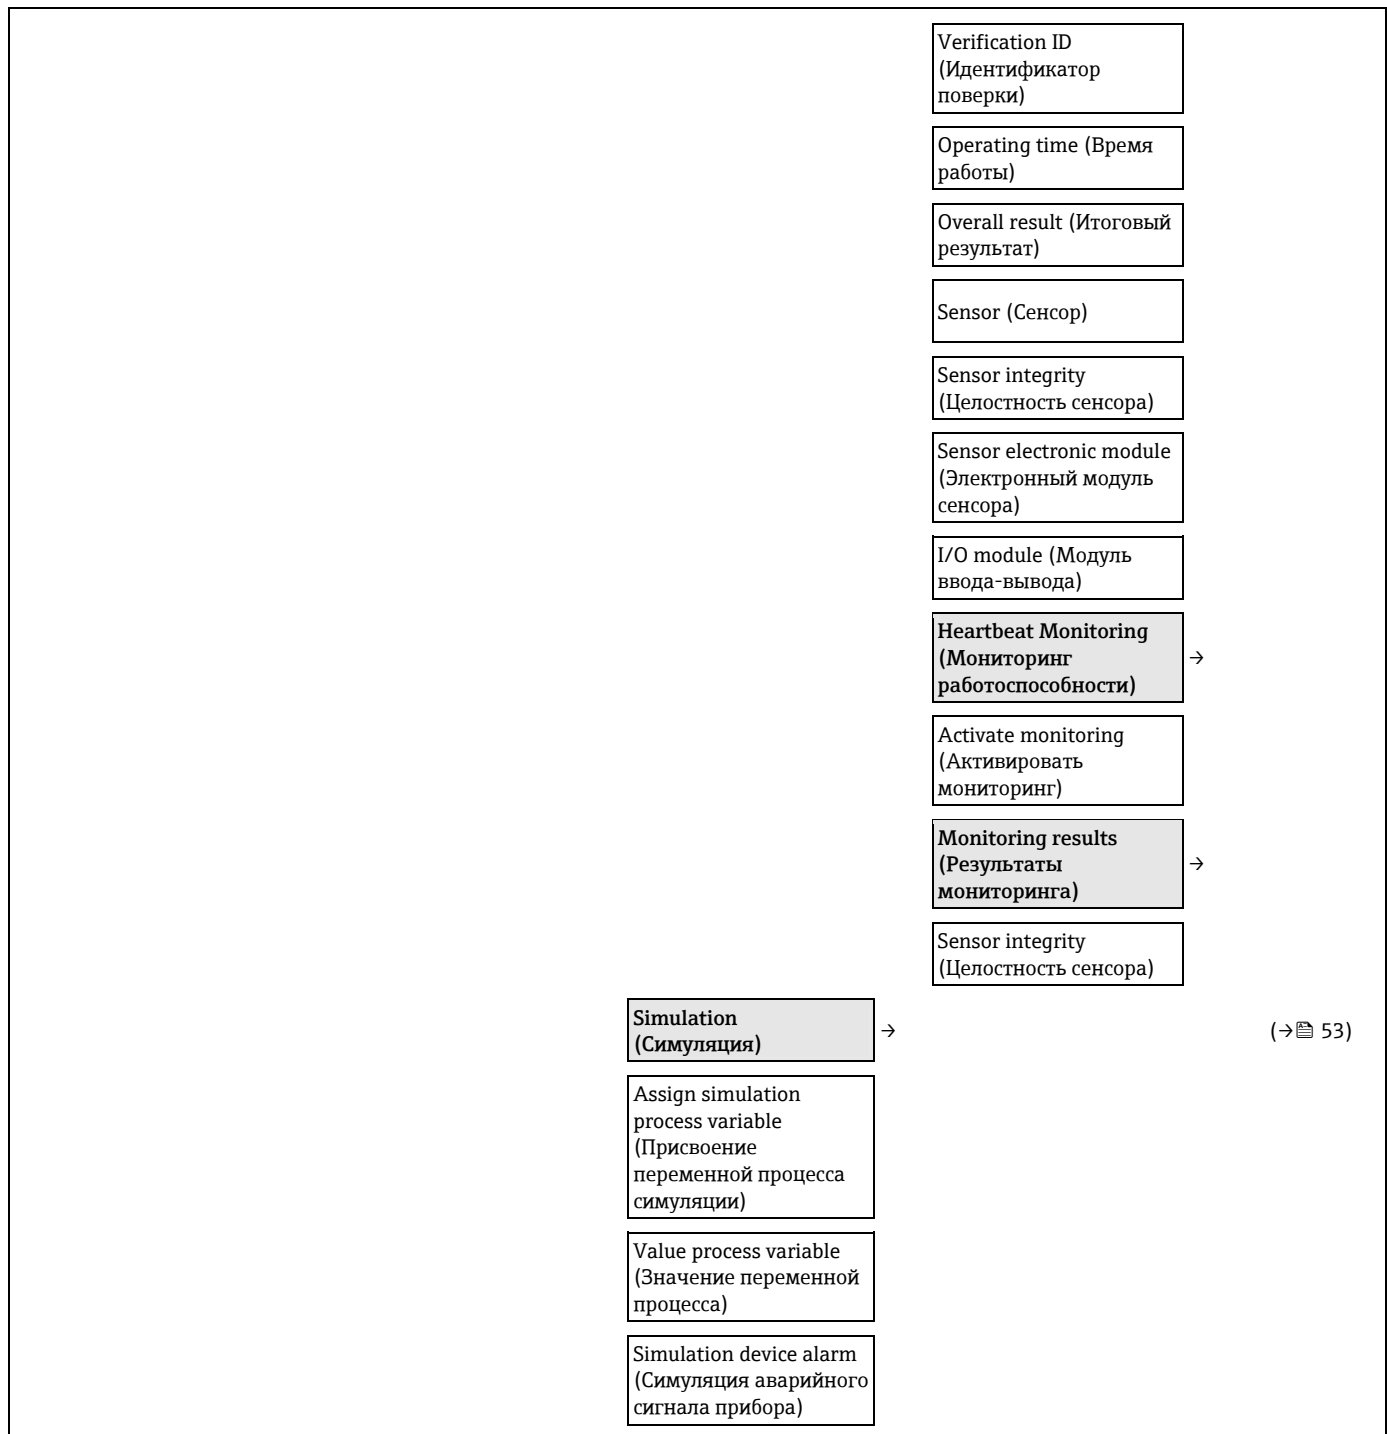 Verification ID
(Идентификатор
поверки)
Operating time (Время
работы)
Overall result (Итоговый
результат)
Sensor (Сенсор)
Sensor integrity
(Целостность сенсора)
Sensor electronic module
(Электронный модуль
сенсора)
I/O module (Модуль
ввода-вывода)
Heartbeat Monitoring
(Мониторинг
работоспособности) →
Activate monitoring
(Активировать
мониторинг)
Monitoring results
(Результаты
мониторинга) →
Sensor integrity
(Целостность сенсора)
Simulation
(Симуляция) → (→ 53)
Assign simulation
process variable
(Присвоение
переменной процесса
симуляции)
Value process variable
(Значение переменной
процесса)
Simulation device alarm
(Симуляция аварийного
сигнала прибора)